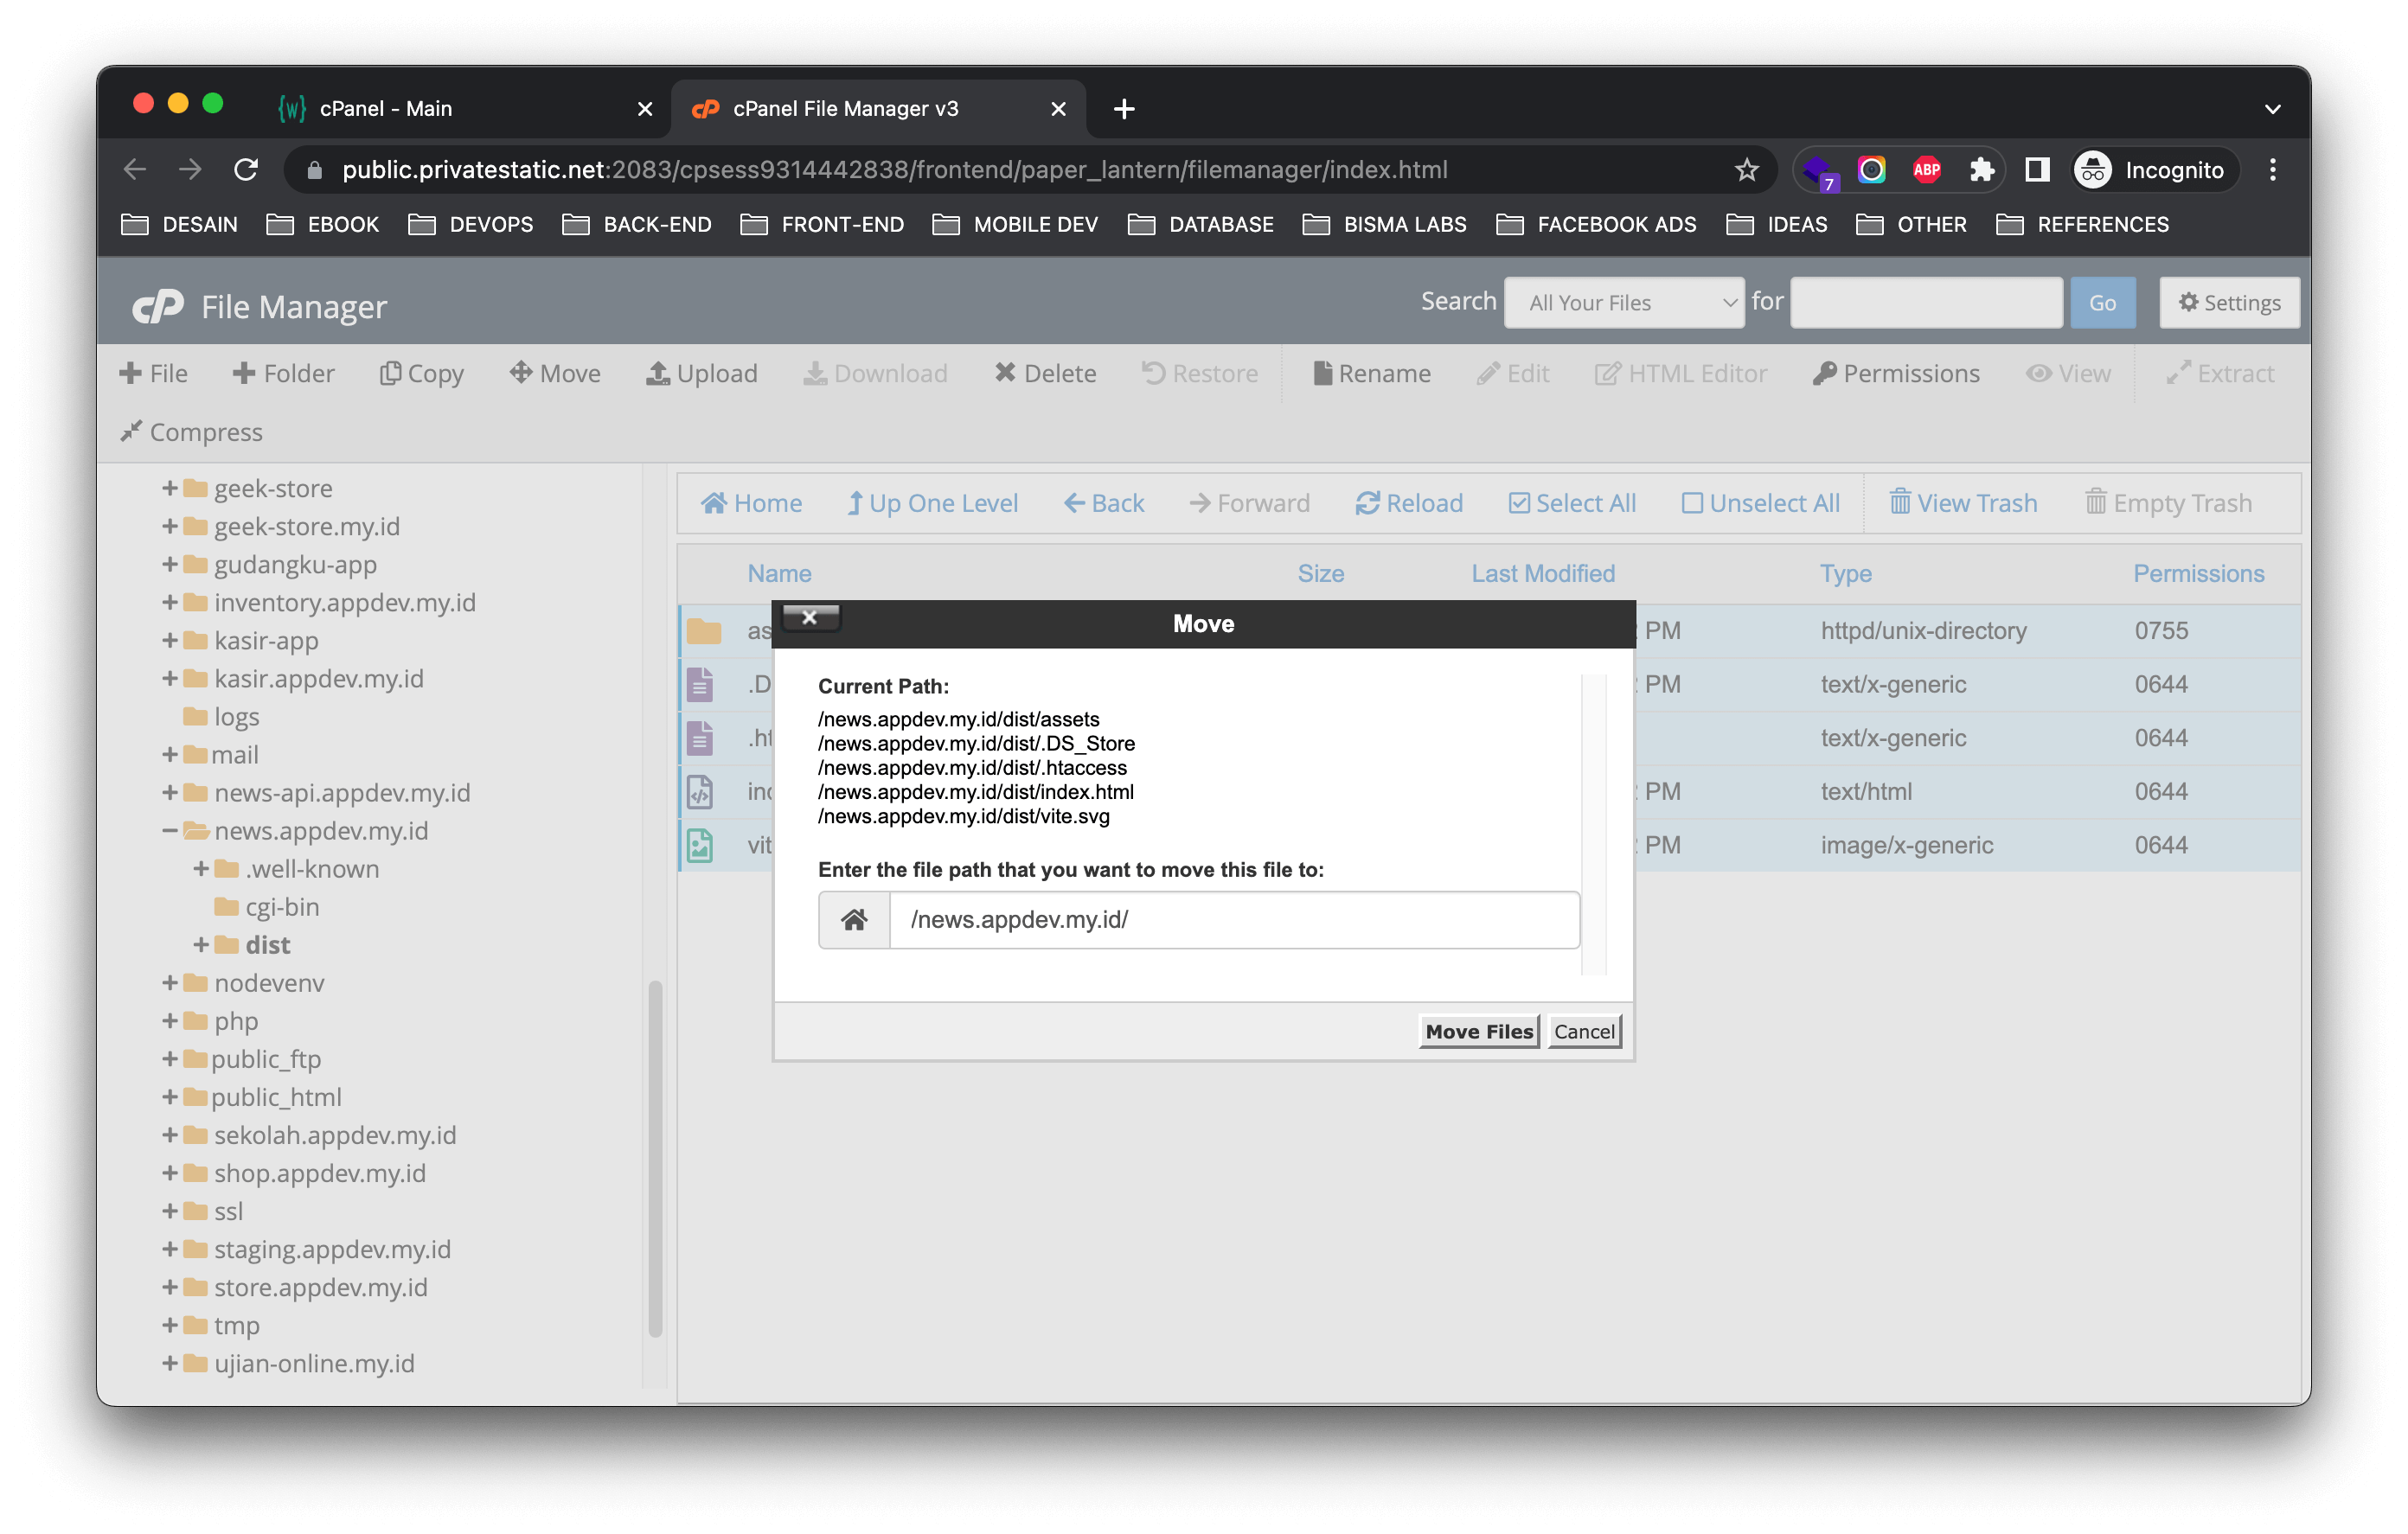 cPanel - Main
cPanel File Manager v3
public.privatestatic.net:2083/cpsess9314442838/frontend/paper_lantern/filemanager/index.html
7
ABP
Incognito
DESAIN EBOOK DEVOPS BACK-END FRONT-END MOBILE DEV DATABASE BISMA LABS FACEBOOK ADS IDEAS OTHER REFERENCES
cP File Manager
Search All Your Files for Go Settings
File Folder Copy Move Upload Download Delete Restore Rename Edit HTML Editor Permissions View Extract
Compress
geek-store
geek-store.my.id
gudangku-app
inventory.appdev.my.id
kasir-app
kasir.appdev.my.id
logs
mail
news-api.appdev.my.id
news.appdev.my.id
.well-known
cgi-bin
dist
nodevenv
php
public_ftp
public_html
sekolah.appdev.my.id
shop.appdev.my.id
ssl
staging.appdev.my.id
store.appdev.my.id
tmp
ujian-online.my.id
Home Up One Level Back Forward Reload Select All Unselect All View Trash Empty Trash
Name Size Last Modified Type Permissions
as PM httpd/unix-directory 0755
.D PM text/x-generic 0644
.ht text/x-generic 0644
PM text/html 0644
vit PM image/x-generic 0644
Move
Current Path:
/news.appdev.my.id/dist/assets
/news.appdev.my.id/dist/.DS_Store
/news.appdev.my.id/dist/.htaccess
/news.appdev.my.id/dist/index.html
/news.appdev.my.id/dist/vite.svg
Enter the file path that you want to move this file to:
/news.appdev.my.id/
Move Files Cancel